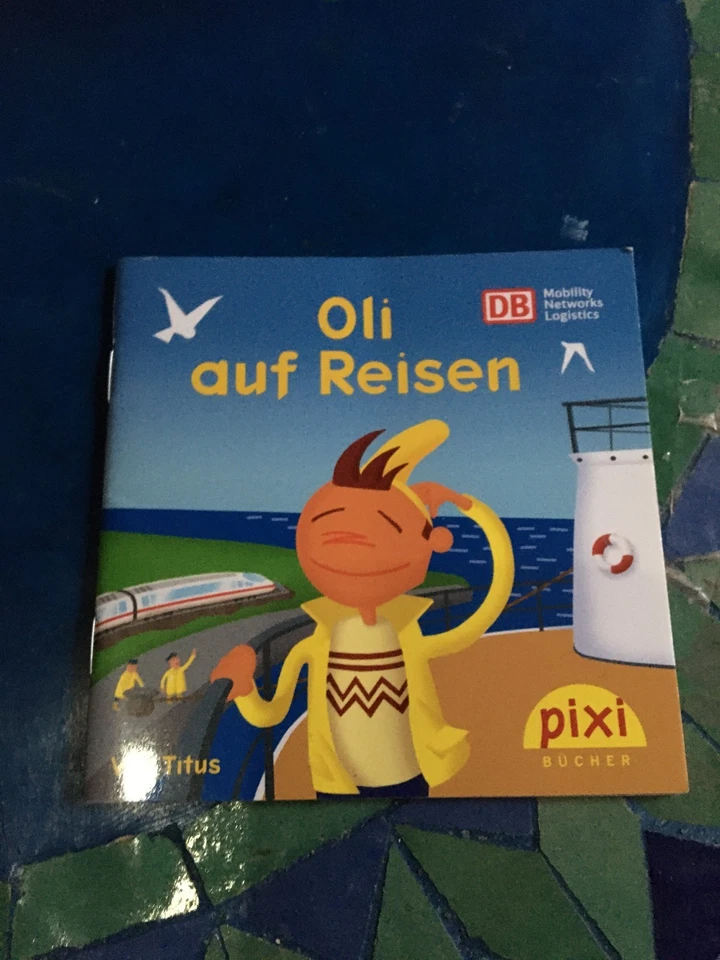 Oli
auf Reisen
DB
Mobility
Networks
Logistics
Titus
pixi
BÜCHER